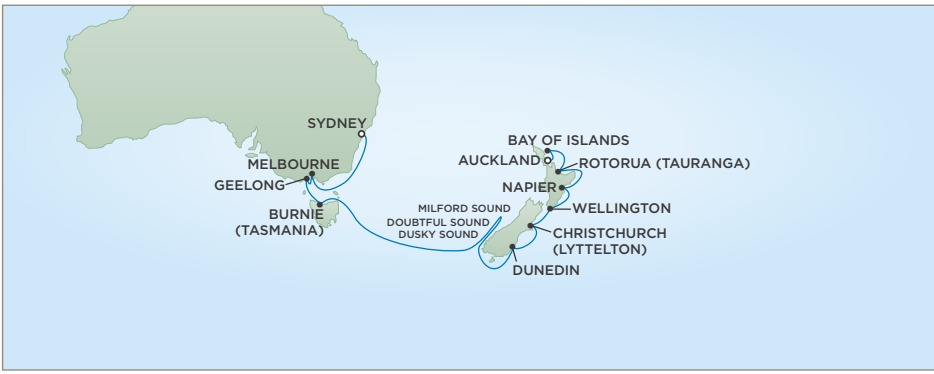 SYDNEY
MELBOURNE
GEELONG
BURNIE
(TASMANIA)
BAY OF ISLANDS
AUCKLAND
ROTORUA (TAURANGA)
NAPIER
MILFORD SOUND
DOUBTFUL SOUND
DUSKY SOUND
WELLINGTON
CHRISTCHURCH
(LYTTELTON)
DUNEDIN